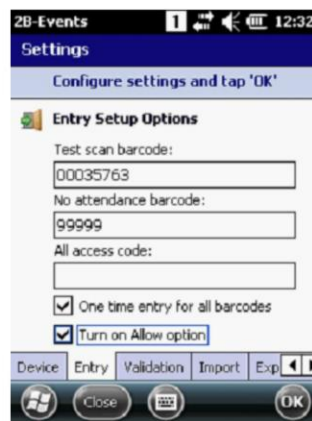 2B-Events 1 12:32
Settings
Configure settings and tap 'OK'
Entry Setup Options
Test scan barcode:
00035763
No attendance barcode:
99999
All access code:
One time entry for all barcodes
Turn on Allow option
Device Entry Validation Import Exp
Close OK